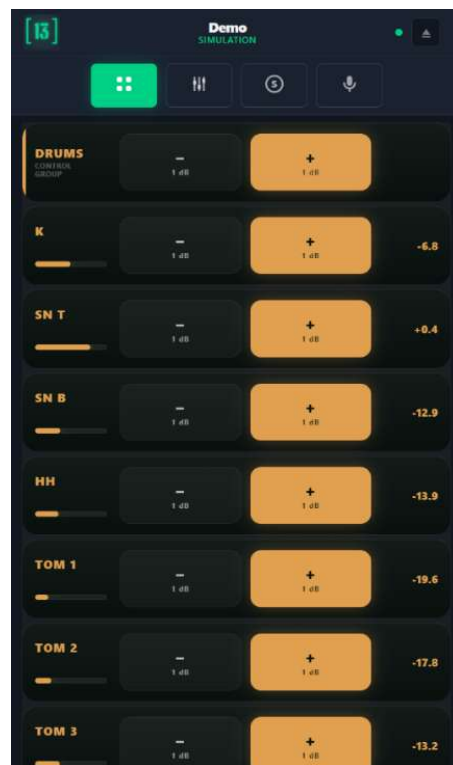 [13]
Demo
SIMULATION
S
DRUMS
CONTROL
GROUP
−
1 dB
+
1 dB
K
−
1 dB
+
1 dB
-6.8
SN T
−
1 dB
+
1 dB
+0.4
SN B
−
1 dB
+
1 dB
-12.9
HH
−
1 dB
+
1 dB
-13.9
TOM 1
−
1 dB
+
1 dB
-19.6
TOM 2
−
1 dB
+
1 dB
-17.8
TOM 3
−
1 dB
+
1 dB
-13.2